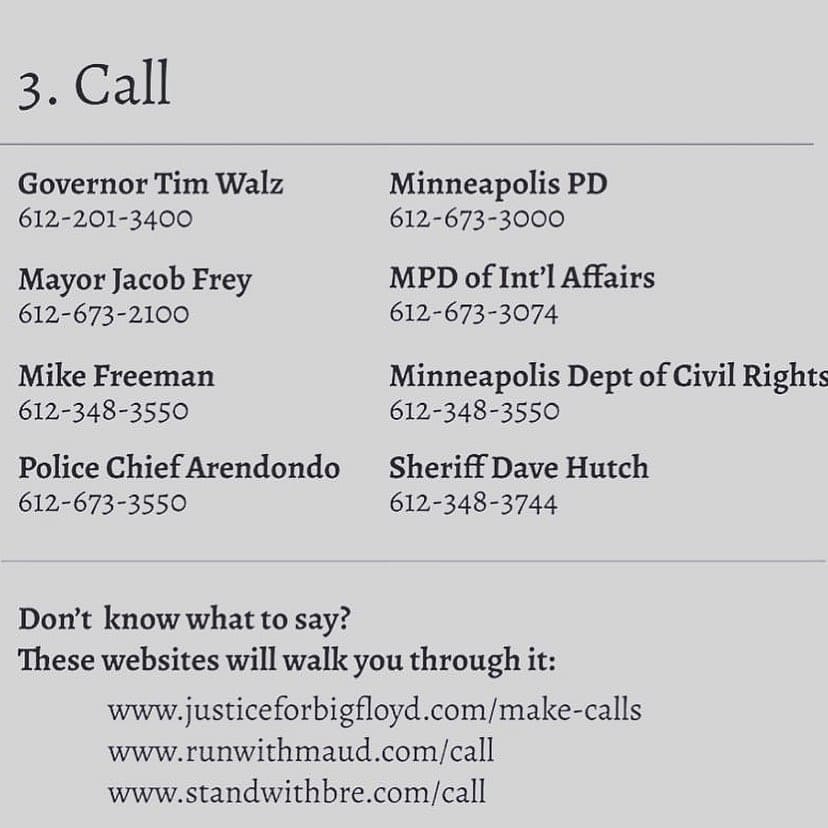 3. Call
Governor Tim Walz
612-201-3400
Mayor Jacob Frey
612-673-2100
Mike Freeman
612-348-3550
Police Chief Arendondo
612-673-3550
Minneapolis PD
612-673-3000
MPD of Int’l Affairs
612-673-3074
Minneapolis Dept of Civil Rights
612-348-3550
Sheriff Dave Hutch
612-348-3744
Don’t know what to say?
These websites will walk you through it:
www.justiceforbigfloyd.com/make-calls
www.runwithmaud.com/call
www.standwithbre.com/call